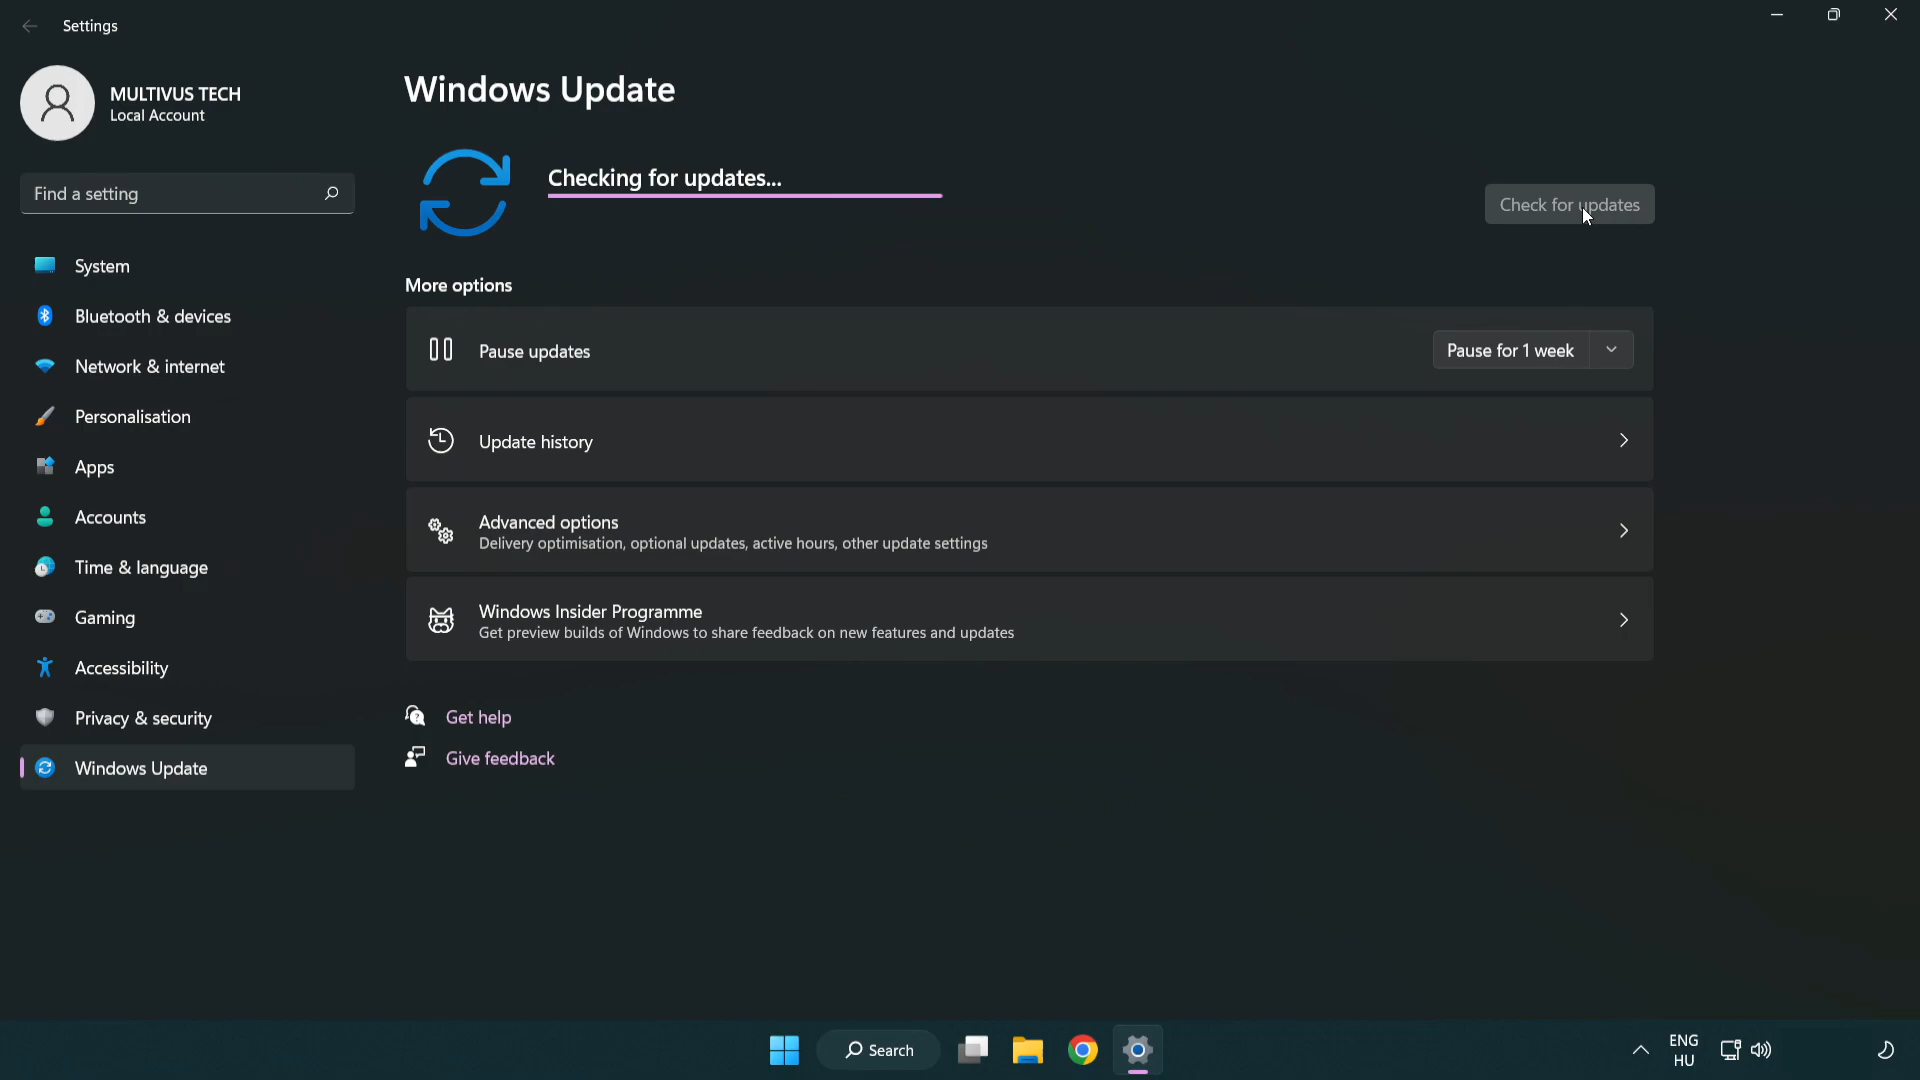 Settings
MULTIVUS TECH
Local Account
Find a setting
System
Bluetooth & devices
Network & internet
Personalisation
Apps
Accounts
Time & language
Gaming
Accessibility
Privacy & security
Windows Update
Windows Update
Checking for updates...
Check for updates
More options
Pause updates
Pause for 1 week
Update history
Advanced options
Delivery optimisation, optional updates, active hours, other update settings
Windows Insider Programme
Get preview builds of Windows to share feedback on new features and updates
Get help
Give feedback
Search
ENG
HU